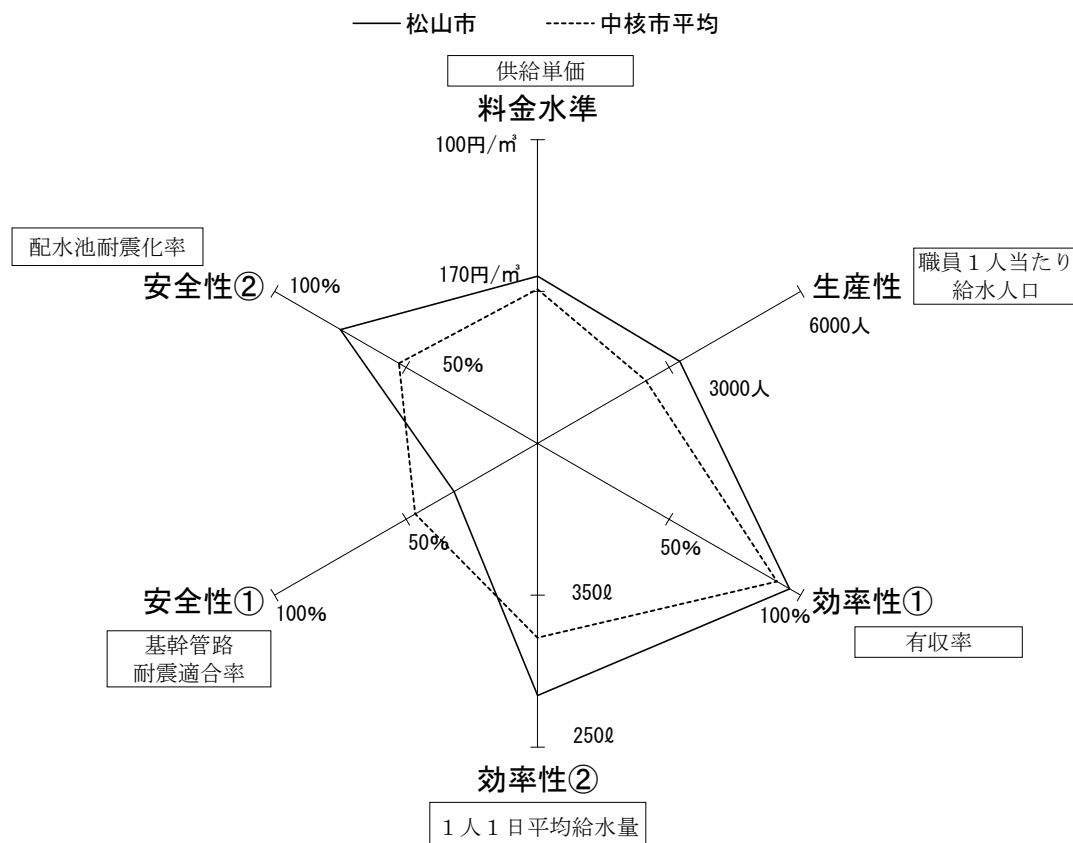 松山市 中核市平均
供給単価
料金水準
100円/㎥
170円/㎥
配水池耐震化率
安全性②
100%
50%
職員１人当たり
給水人口
生産性
6000人
3000人
安全性①
100%
50%
基幹管路
耐震適合率
50%
100%
効率性①
有収率
350ℓ
250ℓ
効率性②
１人１日平均給水量